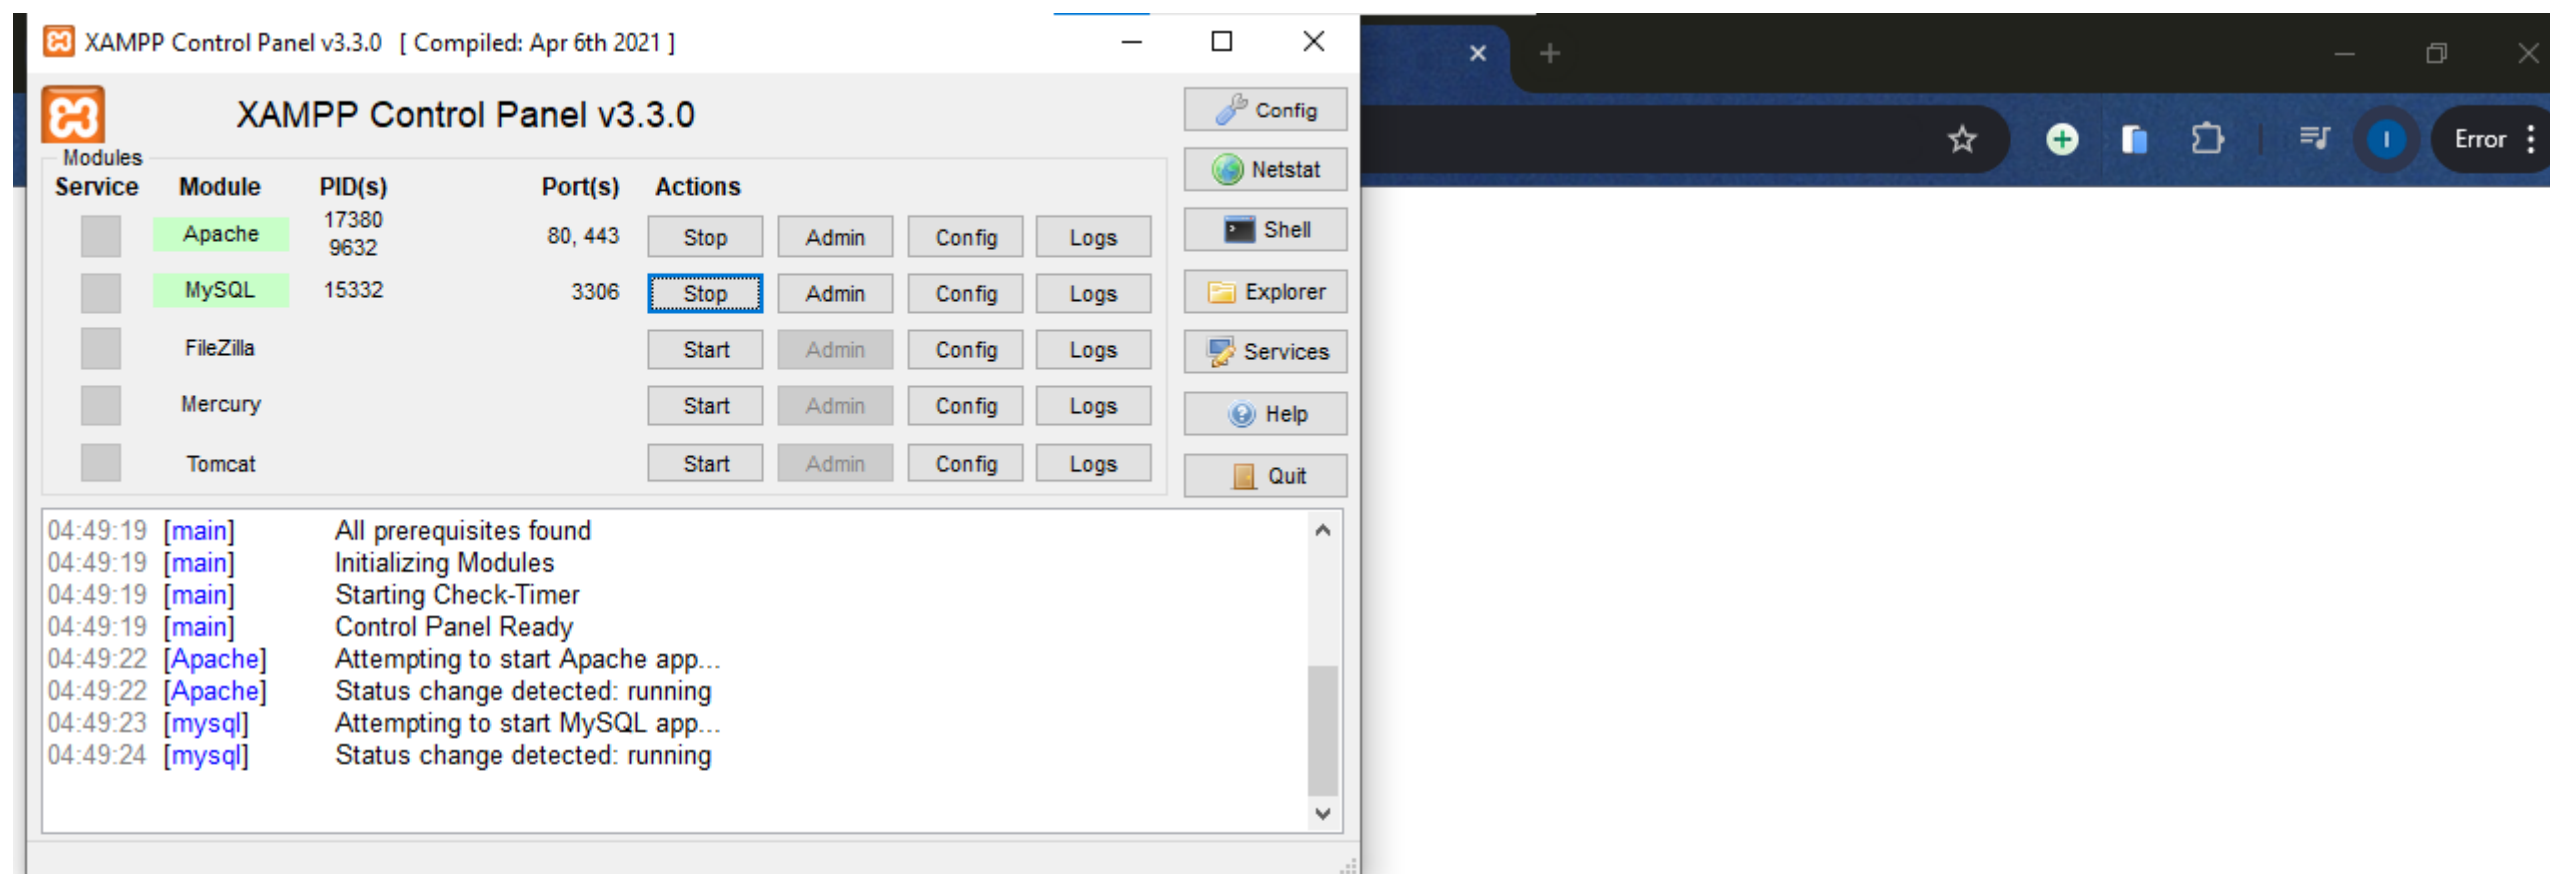 XAMPP Control Panel v3.3.0 [ Compiled: Apr 6th 2021 ]
XAMPP Control Panel v3.3.0
Config
Modules
Service Module PID(s) Port(s) Actions
Netstat
Apache 17380 9632 80, 443 Stop Admin Config Logs
Shell
MySQL 15332 3306 Stop Admin Config Logs
Explorer
FileZilla Start Admin Config Logs
Services
Mercury Start Admin Config Logs
Help
Tomcat Start Admin Config Logs
Quit
04:49:19 [main] All prerequisites found
04:49:19 [main] Initializing Modules
04:49:19 [main] Starting Check-Timer
04:49:19 [main] Control Panel Ready
04:49:22 [Apache] Attempting to start Apache app...
04:49:22 [Apache] Status change detected: running
04:49:23 [mysql] Attempting to start MySQL app...
04:49:24 [mysql] Status change detected: running
I Error